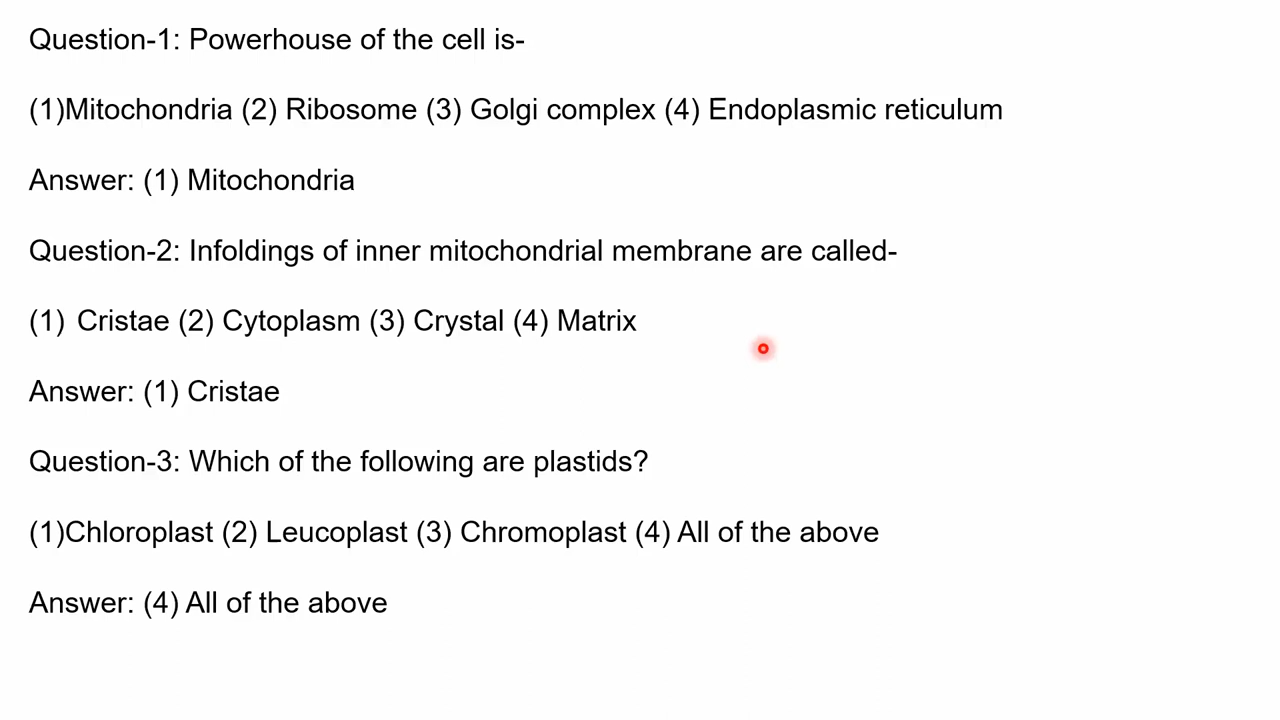 Question-1: Powerhouse of the cell is-
(1)Mitochondria (2) Ribosome (3) Golgi complex (4) Endoplasmic reticulum
Answer: (1) Mitochondria
Question-2: Infoldings of inner mitochondrial membrane are called-
(1) Cristae (2) Cytoplasm (3) Crystal (4) Matrix
Answer: (1) Cristae
Question-3: Which of the following are plastids?
(1)Chloroplast (2) Leucoplast (3) Chromoplast (4) All of the above
Answer: (4) All of the above